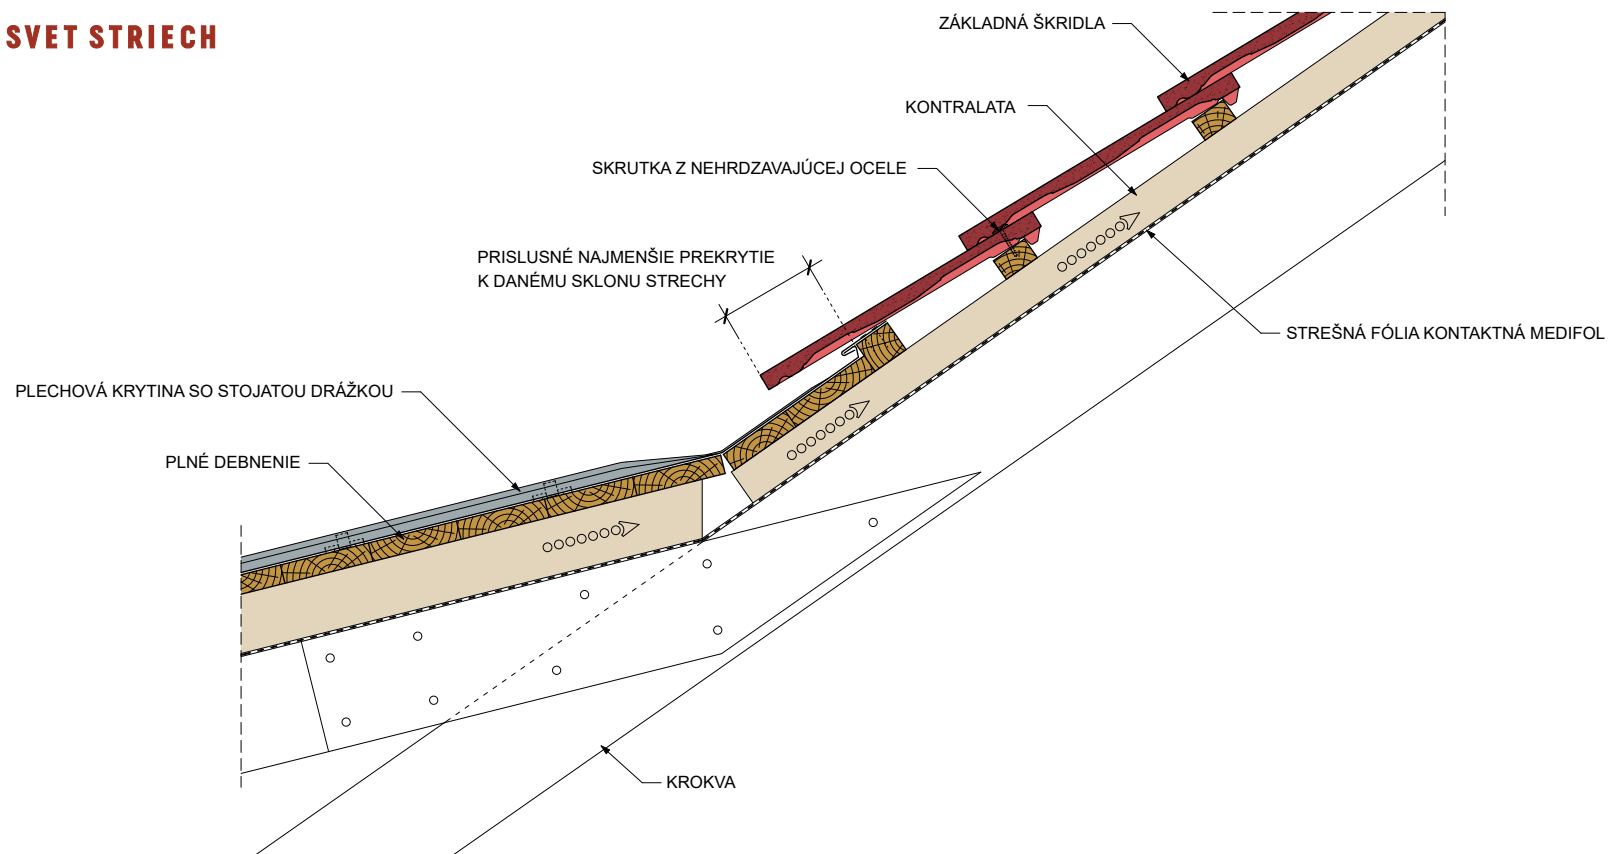 SVET STRIECH
ZÁKLADNÁ ŠKRIDLA
KONTRALATA
SKRUTKA Z NEHRDZAVAJÚCEJ OCELE
PRISLUSNÉ NAJMENŠIE PREKRYTIE
K DANÉMU SKLONU STRECHY
STREŠNÁ FÓLIA KONTAKTNÁ MEDIFOL
PLECHOVÁ KRYTINA SO STOJATOU DRÁŽKOU
PLNÉ DEBNENIE
KROKVA